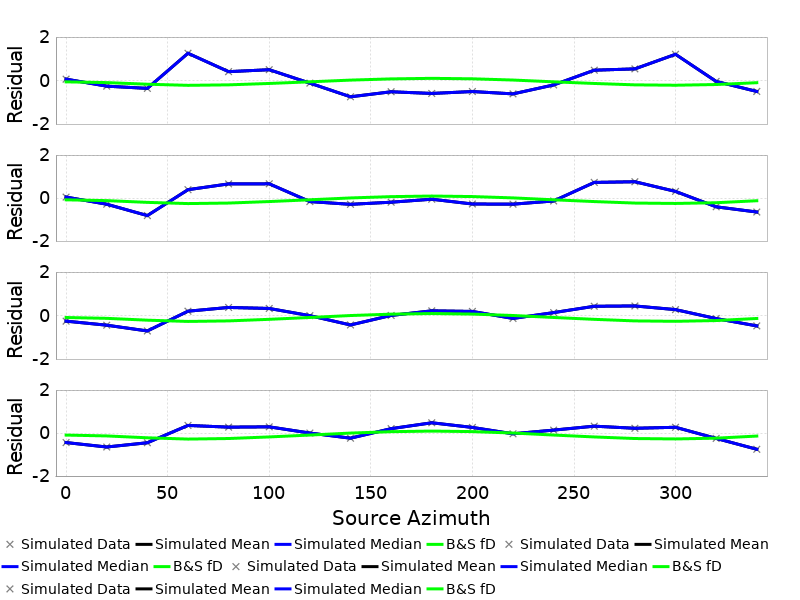 2
0
-2
Residual
2
0
-2
Residual
2
0
-2
Residual
2
0
-2
Residual
0 50 100 150 200 250 300
Source Azimuth
× Simulated Data Simulated Mean Simulated Median B&S fD × Simulated Data Simulated Mean
Simulated Median B&S fD × Simulated Data Simulated Mean Simulated Median B&S fD
× Simulated Data Simulated Mean Simulated Median B&S fD